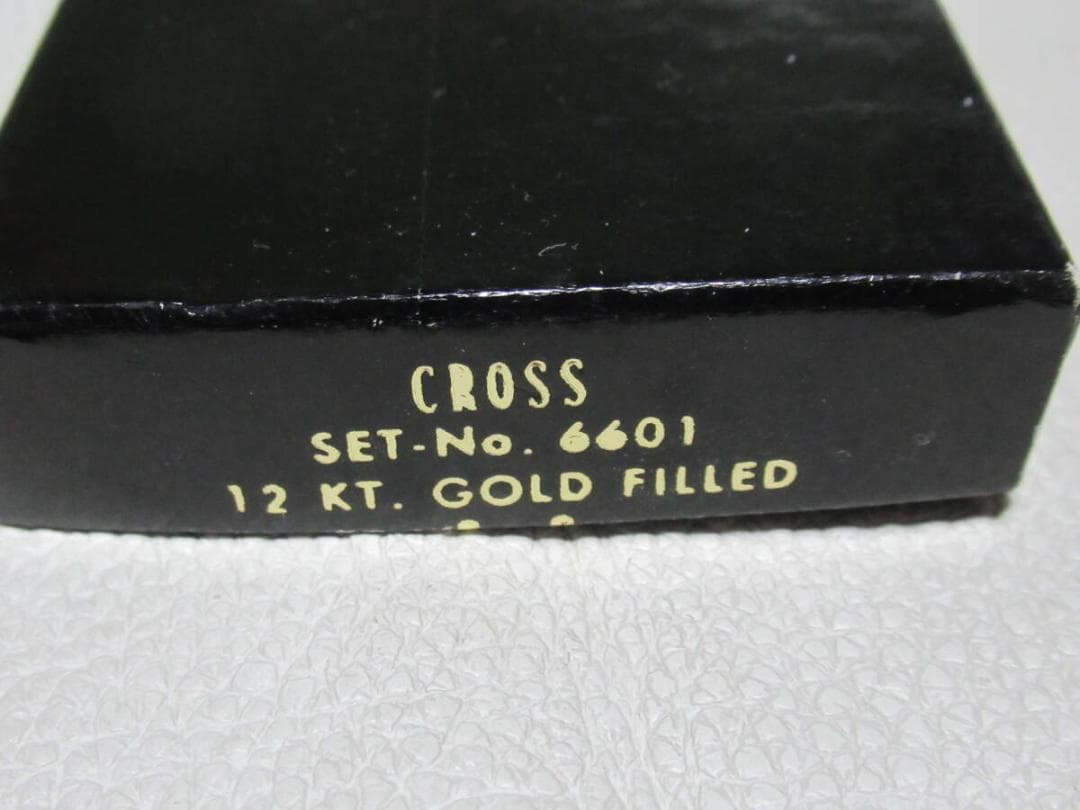 CROSS
SET-No. 6601
12 KT. GOLD FILLED